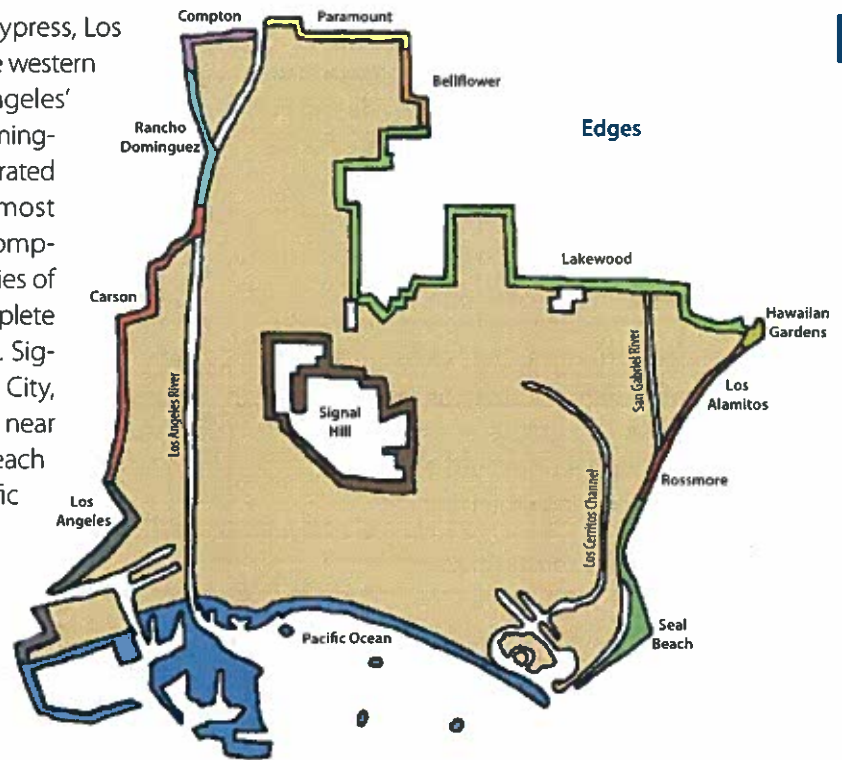 ypress, Los
e western
ngeles'
ning-
rated
most
omp-
ies of
plete
. Sig-
City,
near
each
fic
Edges
Compton
Paramount
Bellflower
Rancho
Dominguez
Lakewood
Carson
Hawaiian
Gardens
Los
Alamitos
San Gabriel River
Los Angeles River
Signal
Hill
Rossmore
Los Cerritos Channel
Los
Angeles
Seal
Beach
Pacific Ocean